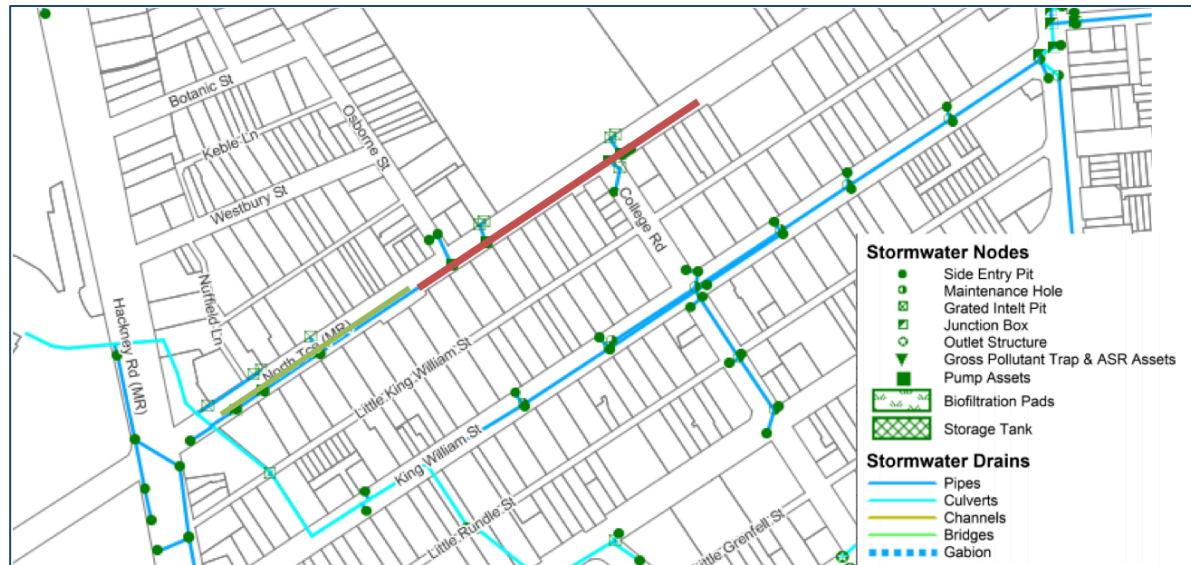 Botanic St
Keble Ln
Osborne St
Westbury St
Nuffield Ln
Hackney Rd (MR)
North Tce (MR)
College Rd
Little King William St
King William St
Little Rundle St
Little Grenfell St
Stormwater Nodes
Side Entry Pit
Maintenance Hole
Grated Intelt Pit
Junction Box
Outlet Structure
Gross Pollutant Trap & ASR Assets
Pump Assets
Biofiltration Pads
Storage Tank
Stormwater Drains
Pipes
Culverts
Channels
Bridges
Gabion